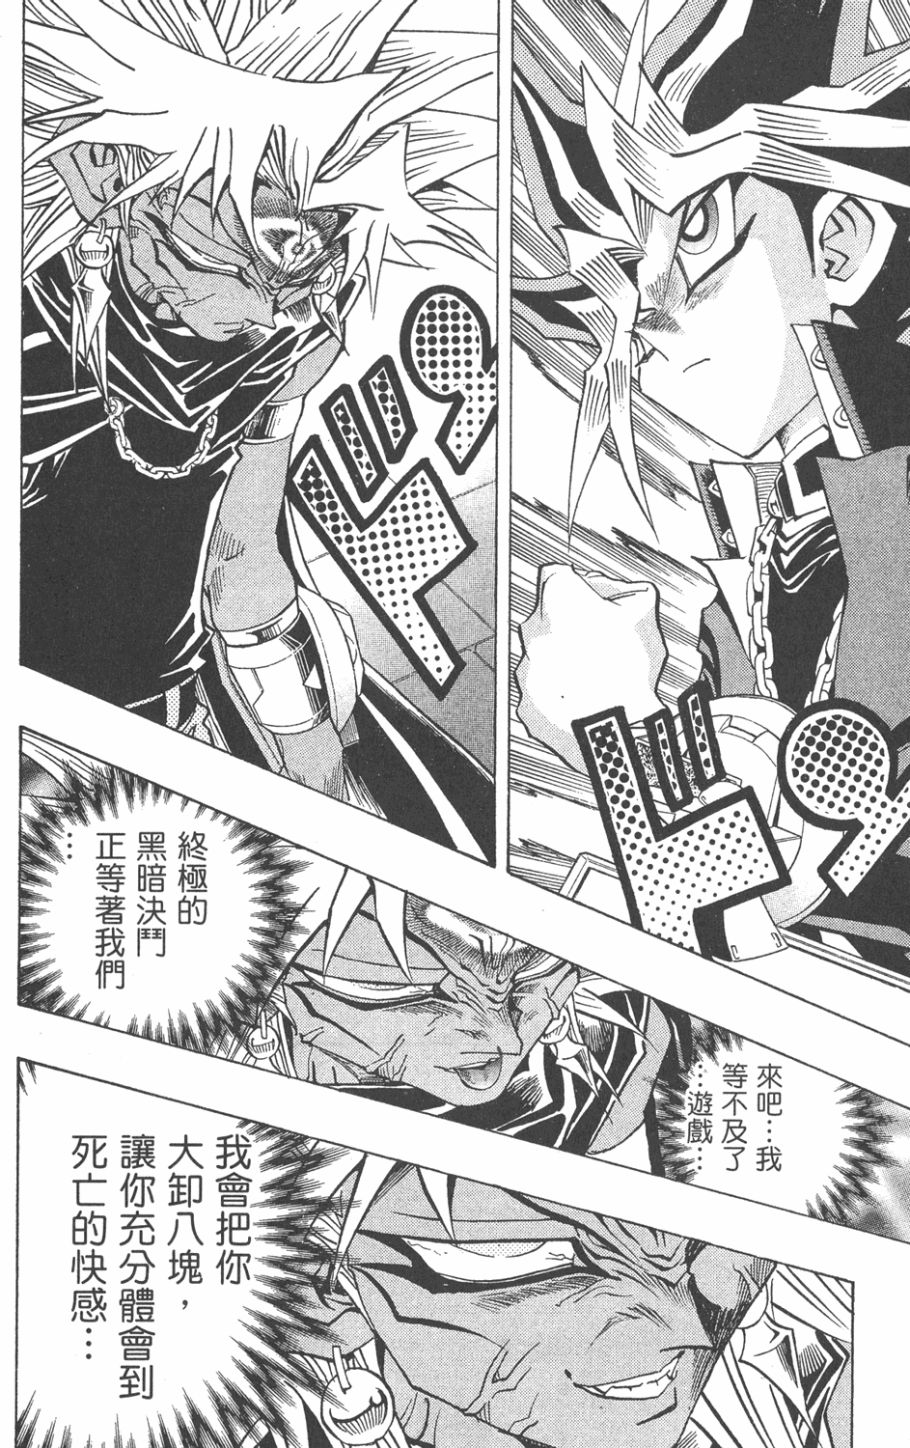 ドッ
ドッ
來吧…我
等不及了
…遊戲…
終極的
黑暗決鬥
正等著我們
…
我會把你
大卸八塊，
讓你充分體會到
死亡的快感…